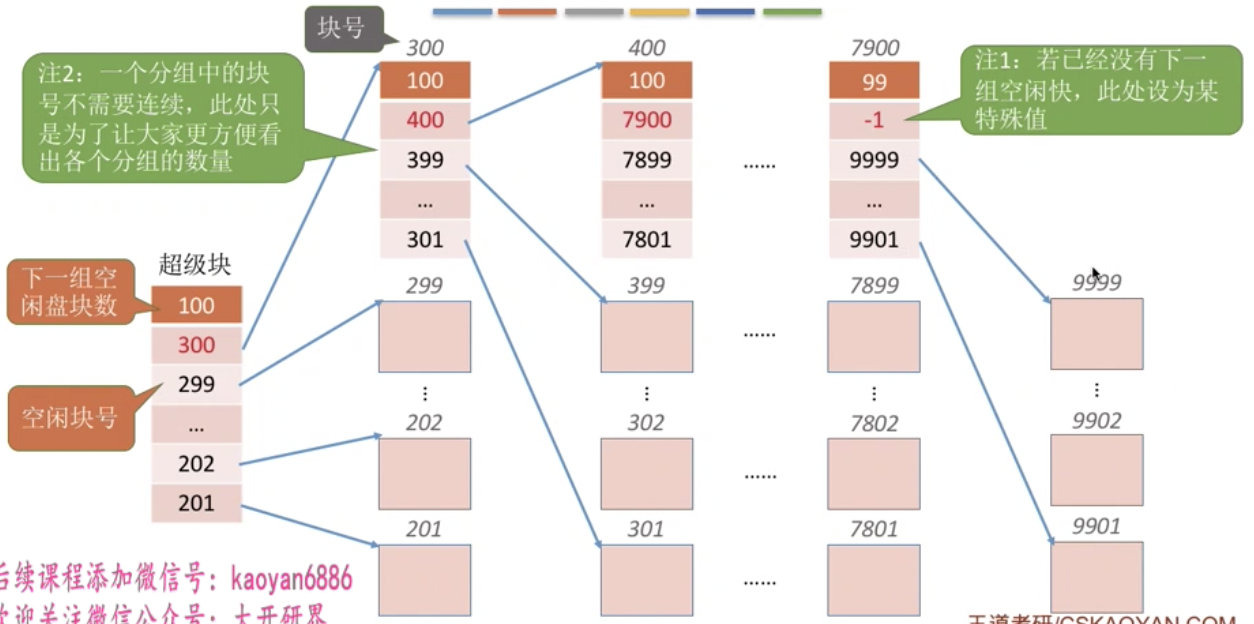 块号
300
400
7900
注2：一个分组中的块
号不需要连续，此处只
是为了让大家更方便看
出各个分组的数量
100
400
399
...
301
100
7900
7899
...
7801
......
99
-1
9999
...
9901
注1：若已经没有下一
组空闲快，此处设为某
特殊值
下一组空
闲盘块数
空闲块号
超级块
100
300
299
...
202
201
299
399
7899
9999
......
202
302
7802
9902
......
201
301
7801
9901
......
后续课程添加微信号：kaoyan6886
欢迎关注微信公众号：大开研界
王道考研/CSKAOYAN.COM